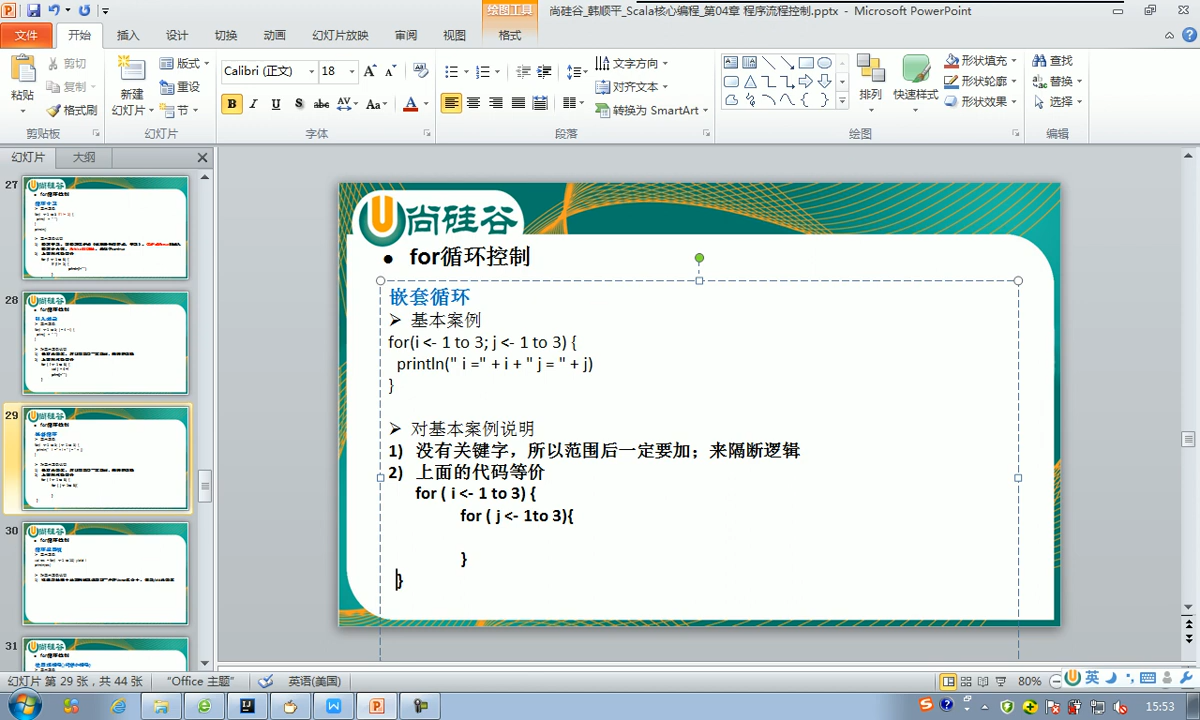 绘图工具
尚硅谷_韩顺平_Scala核心编程_第04章 程序流程控制.pptx - Microsoft PowerPoint
文件 开始 插入 设计 切换 动画 幻灯片放映 审阅 视图 格式
粘贴
剪切
复制
格式刷
剪贴板
新建
幻灯片
版式
重设
节
幻灯片
Calibri (正文) 18
B I U S abc AV Aa A
字体
文字方向
对齐文本
转换为 SmartArt
段落
排列 快速样式
形状填充
形状轮廓
形状效果
绘图
查找
替换
选择
编辑
幻灯片 大纲
27
28
29
30
31
尚硅谷
• for循环控制
嵌套循环
➢ 基本案例
for(i <- 1 to 3; j <- 1 to 3) {
println(" i =" + i + " j = " + j)
}
➢ 对基本案例说明
1) 没有关键字，所以范围后一定要加；来隔断逻辑
2) 上面的代码等价
for ( i <- 1 to 3) {
for ( j <- 1to 3){
}
}
幻灯片 第 29 张，共 44 张 "Office 主题" 英语(美国) 80% 英
15:53